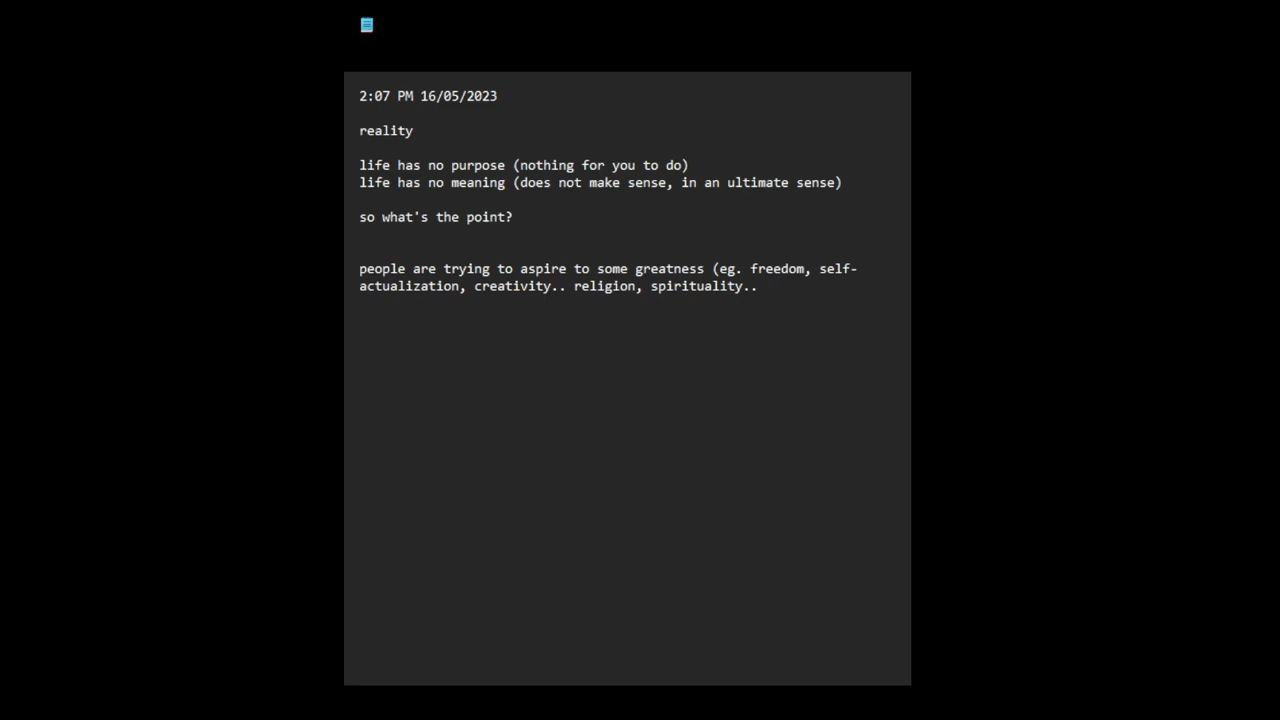 2:07 PM 16/05/2023
reality
life has no purpose (nothing for you to do)
life has no meaning (does not make sense, in an ultimate sense)
so what's the point?
people are trying to aspire to some greatness (eg. freedom, self-
actualization, creativity.. religion, spirituality..